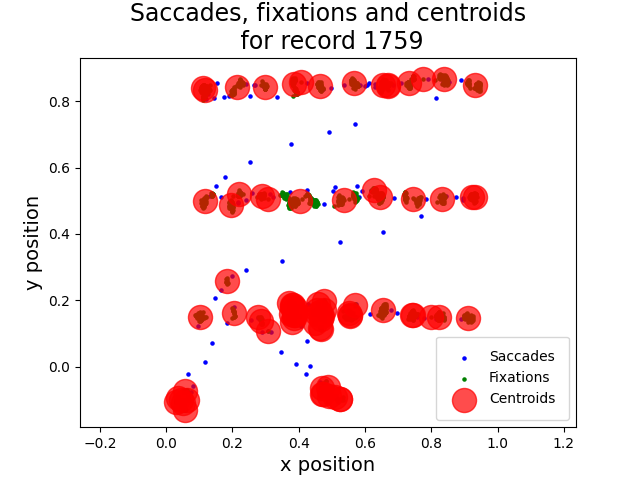 Saccades, fixations and centroids
for record 1759
0.8
0.6
0.4
0.2
0.0
y position
−0.2
0.0
0.2
0.4
0.6
0.8
1.0
1.2
x position
Saccades
Fixations
Centroids